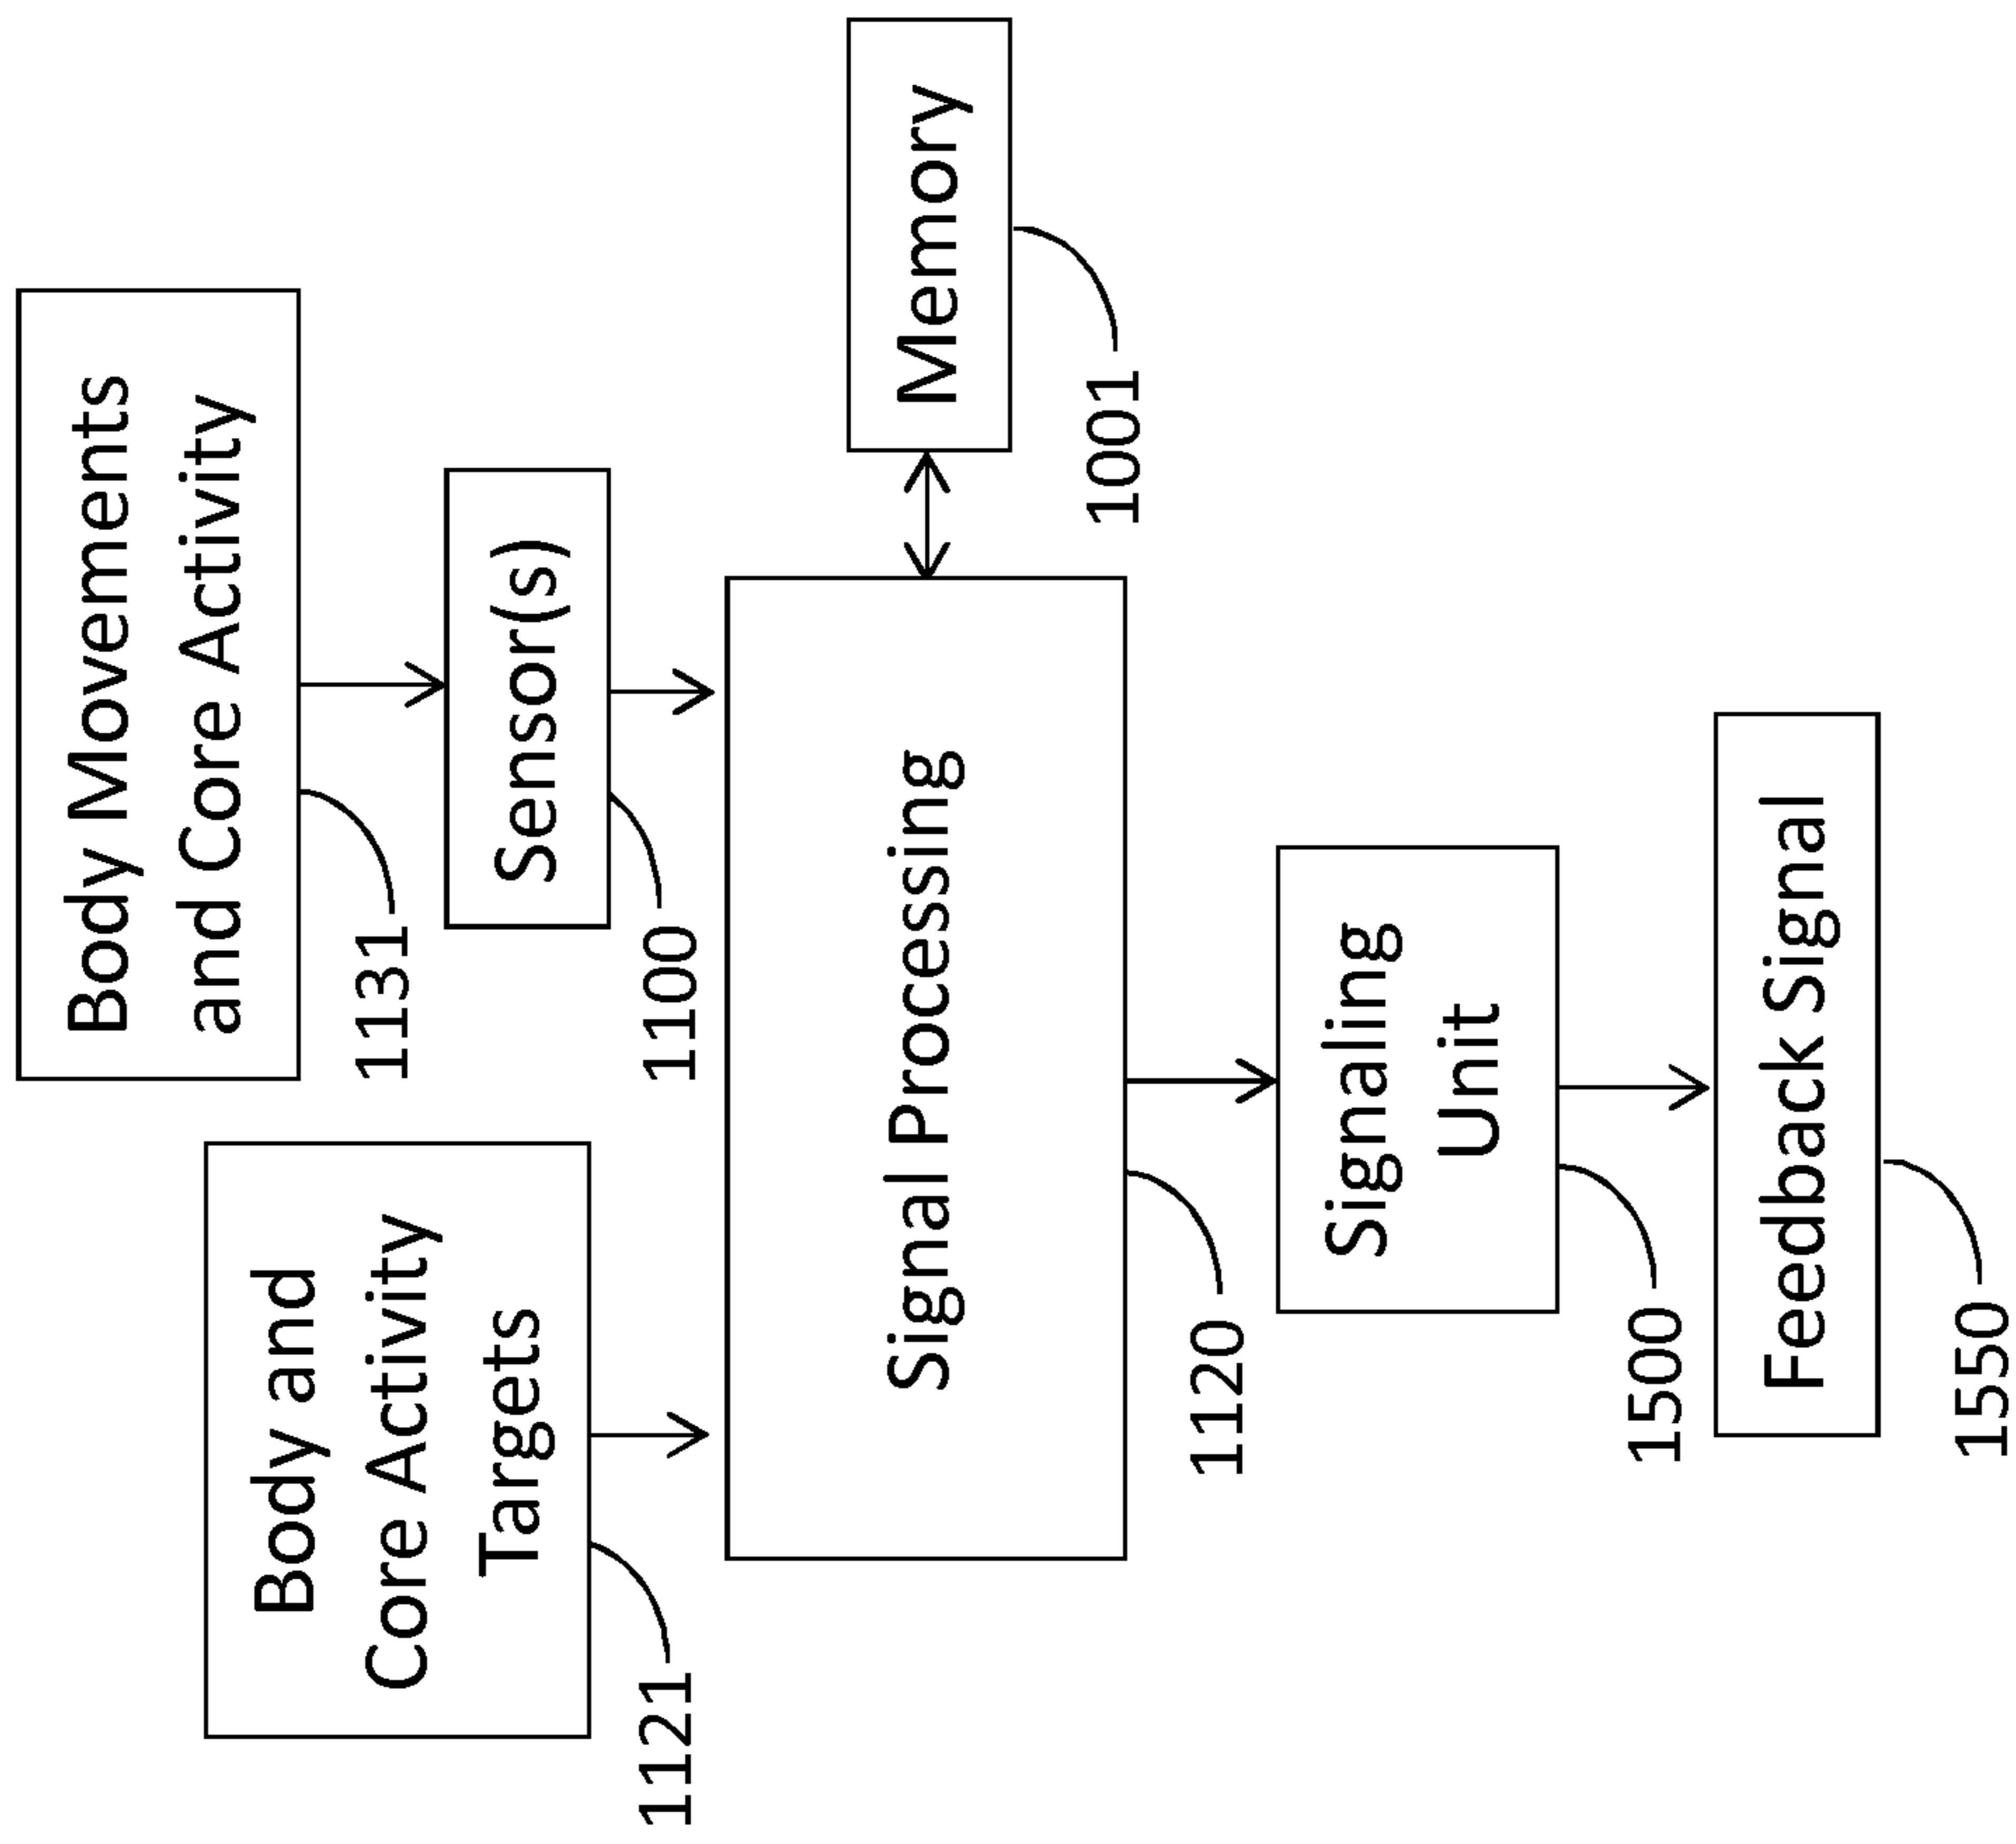 Body Movements
and Core Activity
1131
Sensor(s)
1100
Body and
Core Activity
Targets
1121
Signal Processing
1120
Memory
1001
Signaling
Unit
1500
Feedback Signal
1550